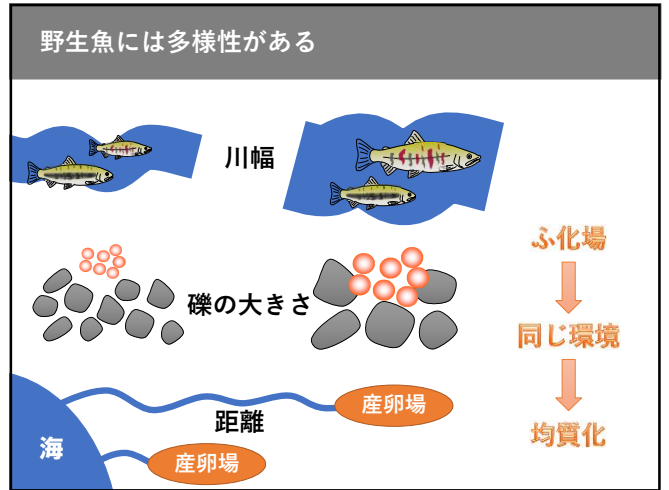 野生魚には多様性がある
川幅
礫の大きさ
距離
海
産卵場
産卵場
ふ化場
同じ環境
均質化